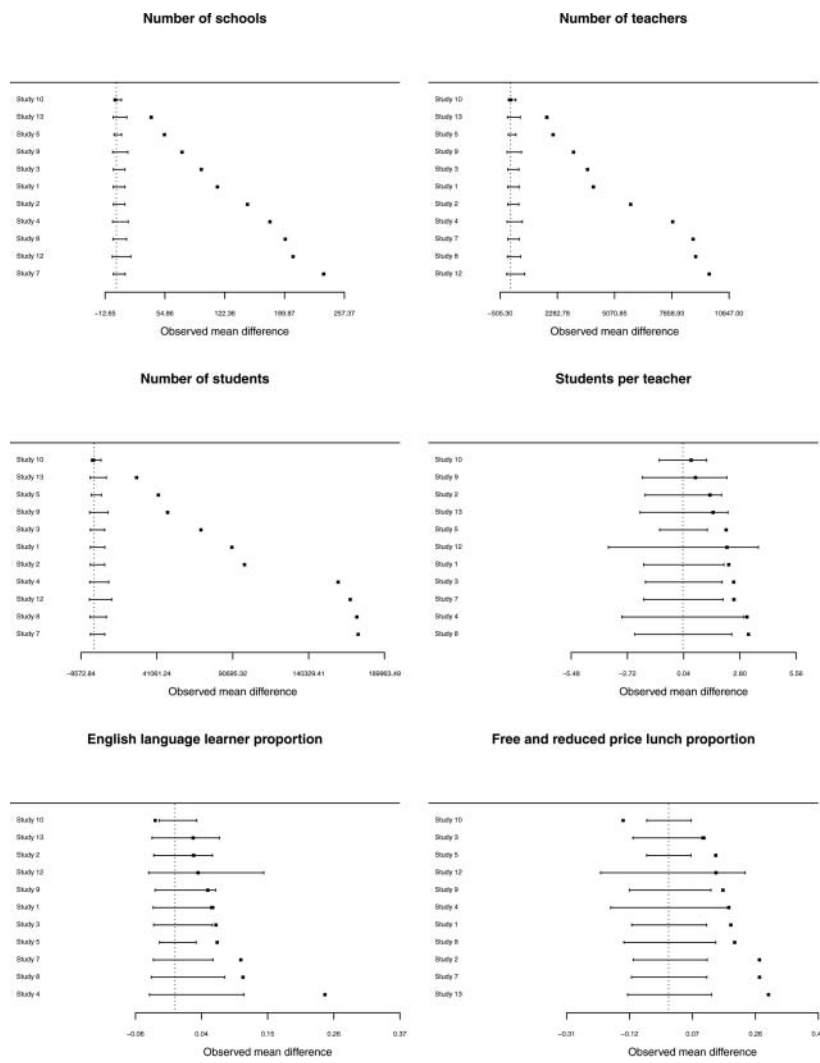 Number of schools
Study 10
Study 13
Study 5
Study 9
Study 3
Study 1
Study 2
Study 4
Study 8
Study 12
Study 7
−12.65 54.86 122.36 189.87 257.37
Observed mean difference
Number of teachers
Study 10
Study 13
Study 5
Study 9
Study 3
Study 1
Study 2
Study 4
Study 7
Study 8
Study 12
−505.30 2282.78 5070.85 7858.93 10647.00
Observed mean difference
Number of students
Study 10
Study 13
Study 5
Study 9
Study 3
Study 1
Study 2
Study 4
Study 12
Study 8
Study 7
−8572.84 41061.24 90695.32 140329.41 189963.49
Observed mean difference
Students per teacher
Study 10
Study 9
Study 2
Study 13
Study 5
Study 12
Study 1
Study 3
Study 7
Study 4
Study 8
−5.48 −2.72 0.04 2.80 5.56
Observed mean difference
English language learner proportion
Study 10
Study 13
Study 2
Study 12
Study 9
Study 1
Study 3
Study 5
Study 7
Study 8
Study 4
−0.06 0.04 0.15 0.26 0.37
Observed mean difference
Free and reduced price lunch proportion
Study 10
Study 3
Study 5
Study 12
Study 9
Study 4
Study 1
Study 8
Study 2
Study 7
Study 13
−0.31 −0.12 0.07 0.26
Observed mean difference